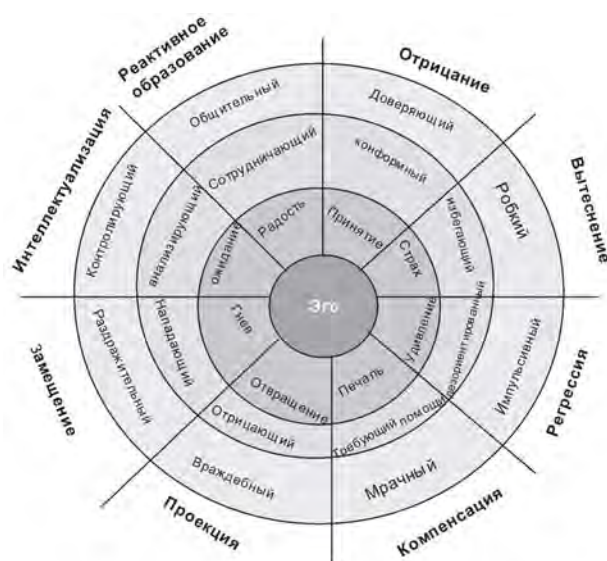 Реактивное
образование
Отрицание
Вытеснение
Регрессия
Компенсация
Проекция
Замещение
Интеллектуализация
Общительный
Доверяющий
Робкий
Импульсивный
Мрачный
Враждебный
Раздражительный
Контролирующий
Сотрудничающий
конформный
избегающий
дезориентированный
Требующий помощи
Отрицающий
Нападающий
анализирующий
Радость
Принятие
Страх
Удивление
Печаль
Отвращение
Гнев
ожидание
Эго